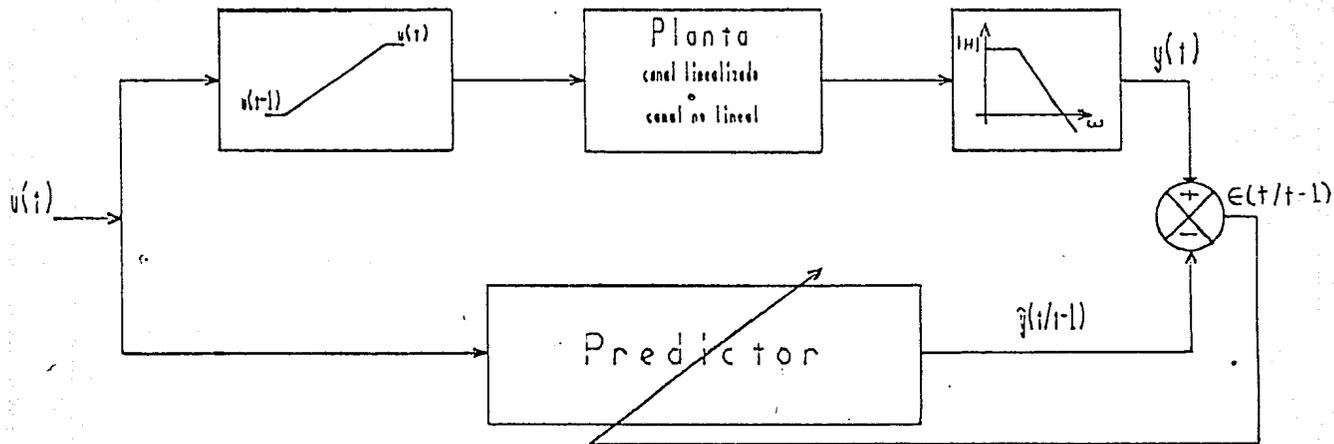 u(t)
u(t-1)
u(t)
Planta
canal linealizado
o
canal no lineal
|H|
ω
y(t)
+
−
∈(t/t-1)
ŷ(t/t-1)
Predictor